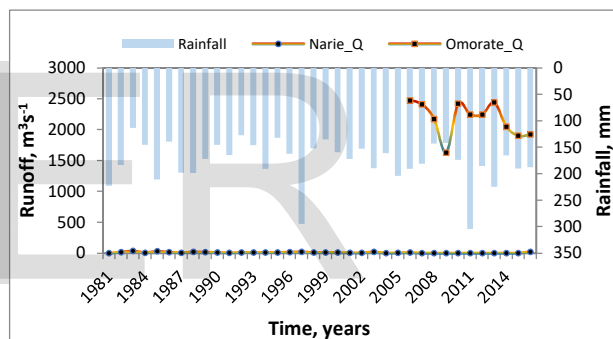 Rainfall Narie_Q Omorate_Q
Runoff, m³s⁻¹
3000
2500
2000
1500
1000
500
0
0
50
100
150
200
250
300
350
Rainfall, mm
1981 1984 1987 1990 1993 1996 1999 2002 2005 2008 2011 2014
Time, years
ER